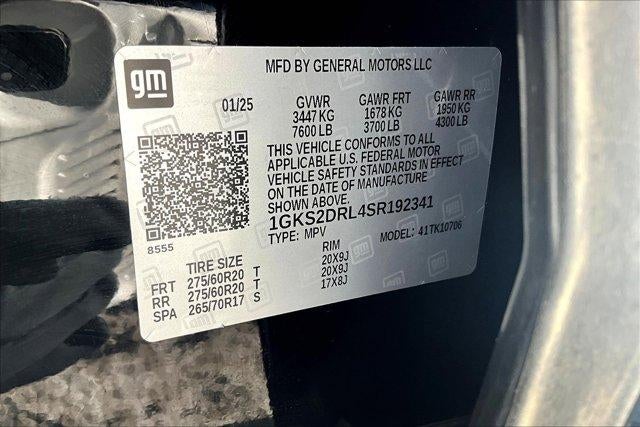 gm
MFD BY GENERAL MOTORS LLC
01/25 GVWR GAWR FRT GAWR RR
3447 KG 1678 KG 1950 KG
7600 LB 3700 LB 4300 LB
THIS VEHICLE CONFORMS TO ALL
APPLICABLE U.S. FEDERAL MOTOR
VEHICLE SAFETY STANDARDS IN EFFECT
ON THE DATE OF MANUFACTURE
SHOWN ABOVE.
1GKS2DRL4SR192341
8555
TYPE: MPV MODEL: 41TK10706
TIRE SIZE RIM
FRT 275/60R20 T 20X9J
RR 275/60R20 T 20X9J
SPA 265/70R17 S 17X8J